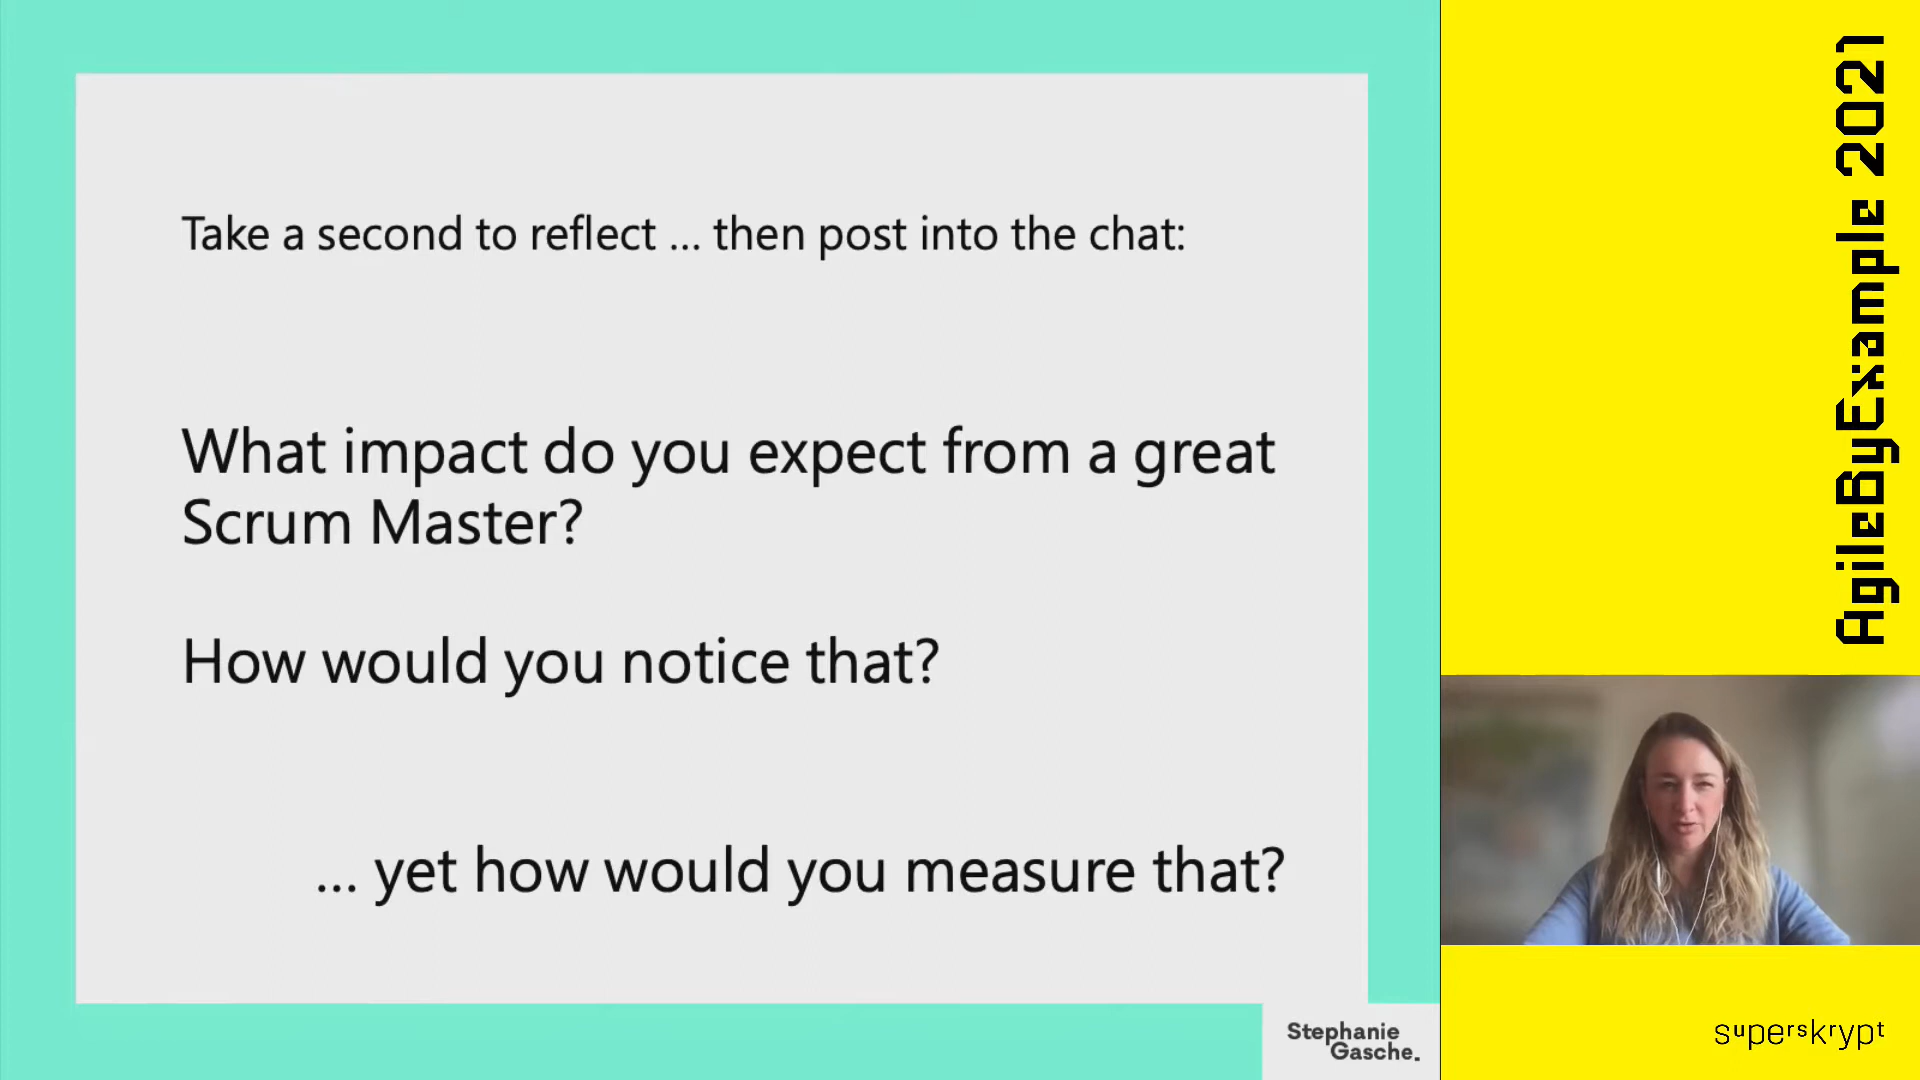 Take a second to reflect ... then post into the chat:
What impact do you expect from a great
Scrum Master?
How would you notice that?
... yet how would you measure that?
Stephanie
Gasche.
AgileByExample 2021
superskrypt